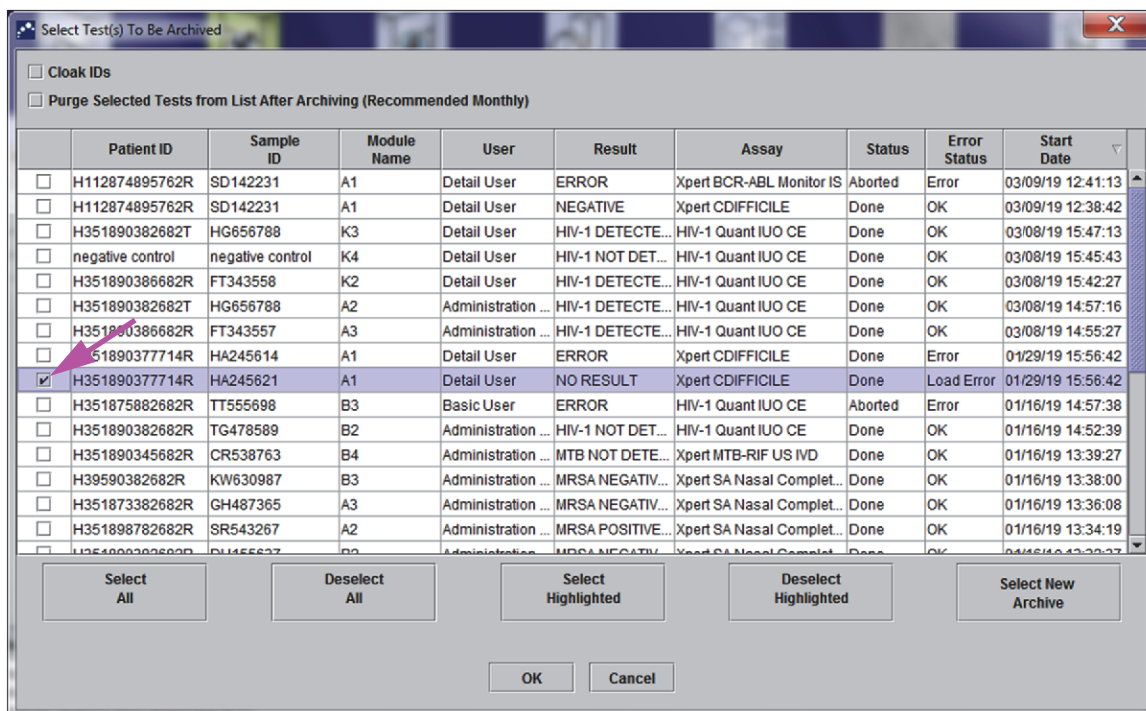 Select Test(s) To Be Archived
Cloak IDs
Purge Selected Tests from List After Archiving (Recommended Monthly)
Patient ID Sample ID Module Name User Result Assay Status Error Status Start Date
H112874895762R SD142231 A1 Detail User ERROR Xpert BCR-ABL Monitor IS Aborted Error 03/09/19 12:41:13
H112874895762R SD142231 A1 Detail User NEGATIVE Xpert CDIFFICILE Done OK 03/09/19 12:38:42
H351890382682T HG656788 K3 Detail User HIV-1 DETECTE... HIV-1 Quant IUO CE Done OK 03/08/19 15:47:13
negative control negative control K4 Detail User HIV-1 NOT DET... HIV-1 Quant IUO CE Done OK 03/08/19 15:45:43
H351890386682R FT343558 K2 Detail User HIV-1 DETECTE... HIV-1 Quant IUO CE Done OK 03/08/19 15:42:27
H351890382682T HG656788 A2 Administration ... HIV-1 DETECTE... HIV-1 Quant IUO CE Done OK 03/08/19 14:57:16
H351890386682R FT343557 A3 Administration ... HIV-1 DETECTE... HIV-1 Quant IUO CE Done OK 03/08/19 14:55:27
H351890377714R HA245614 A1 Detail User ERROR Xpert CDIFFICILE Done Error 01/29/19 15:56:42
H351890377714R HA245621 A1 Detail User NO RESULT Xpert CDIFFICILE Done Load Error 01/29/19 15:56:42
H351875882682R TT555698 B3 Basic User ERROR HIV-1 Quant IUO CE Aborted Error 01/16/19 14:57:38
H351890382682R TG478589 B2 Administration ... HIV-1 NOT DET... HIV-1 Quant IUO CE Done OK 01/16/19 14:52:39
H351890345682R CR538763 B4 Administration ... MTB NOT DETE... Xpert MTB-RIF US IVD Done OK 01/16/19 13:39:27
H39590382682R KW630987 B3 Administration ... MRSA NEGATIV... Xpert SA Nasal Complet... Done OK 01/16/19 13:38:00
H351873382682R GH487365 A3 Administration ... MRSA NEGATIV... Xpert SA Nasal Complet... Done OK 01/16/19 13:36:08
H351898782682R SR543267 A2 Administration ... MRSA POSITIVE... Xpert SA Nasal Complet... Done OK 01/16/19 13:34:19
Select All Deselect All Select Highlighted Deselect Highlighted Select New Archive
OK Cancel